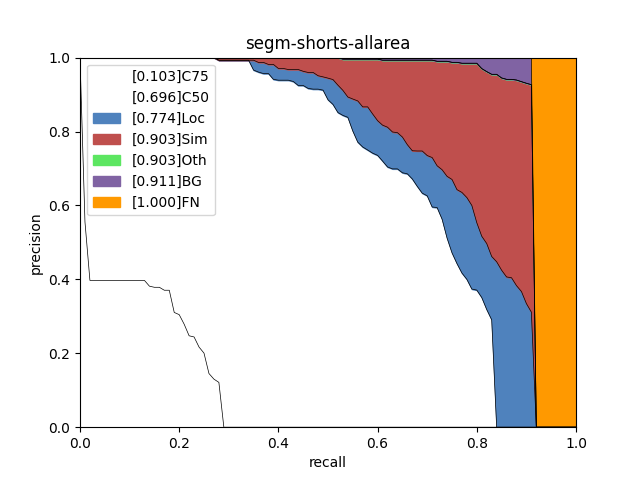 segm-shorts-allarea
1.0
0.8
0.6
0.4
0.2
0.0
precision
[0.103]C75
[0.696]C50
[0.774]Loc
[0.903]Sim
[0.903]Oth
[0.911]BG
[1.000]FN
0.0 0.2 0.4 0.6 0.8 1.0
recall